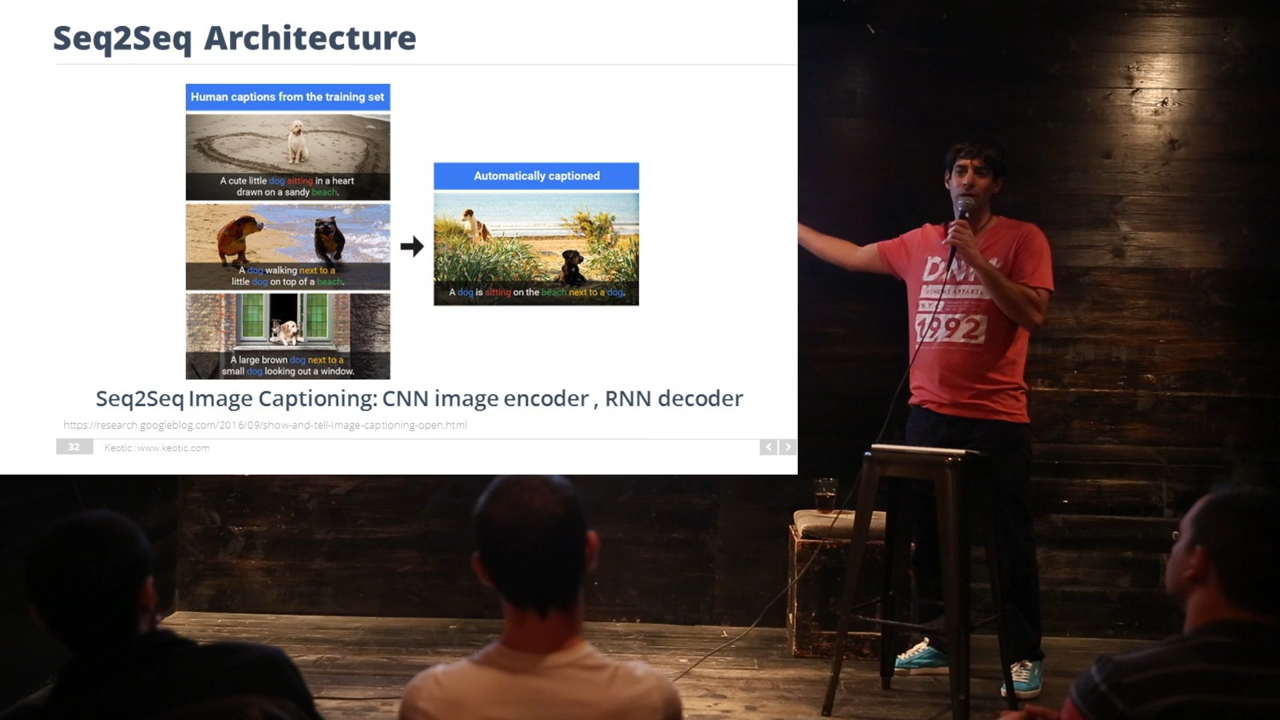 Seq2Seq Architecture
Human captions from the training set
A cute little dog sitting in a heart
drawn on a sandy beach.
A dog walking next to a
little dog on top of a beach.
A large brown dog next to a
small dog looking out a window.
Automatically captioned
A dog is sitting on the beach next to a dog.
Seq2Seq Image Captioning: CNN image encoder , RNN decoder
https://research.googleblog.com/2016/09/show-and-tell-image-captioning-open.html
32
Keotic : www.keotic.com
1992